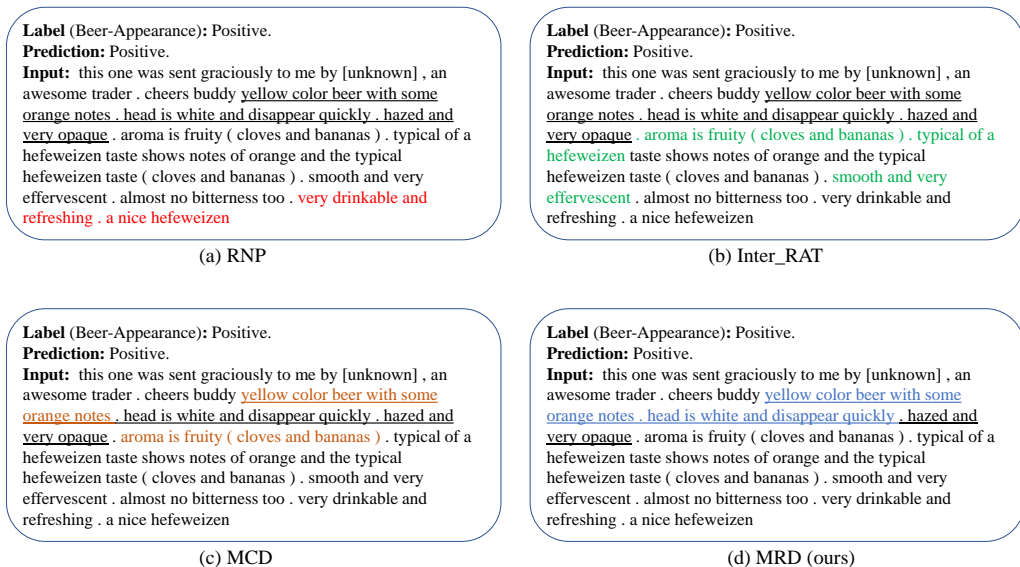 Label (Beer-Appearance): Positive.
Prediction: Positive.
Input: this one was sent graciously to me by [unknown] , an
awesome trader . cheers buddy yellow color beer with some
orange notes . head is white and disappear quickly . hazed and
very opaque . aroma is fruity ( cloves and bananas ) . typical of a
hefeweizen taste shows notes of orange and the typical
hefeweizen taste ( cloves and bananas ) . smooth and very
effervescent . almost no bitterness too . very drinkable and
refreshing . a nice hefeweizen
(a) RNP
Label (Beer-Appearance): Positive.
Prediction: Positive.
Input: this one was sent graciously to me by [unknown] , an
awesome trader . cheers buddy yellow color beer with some
orange notes . head is white and disappear quickly . hazed and
very opaque . aroma is fruity ( cloves and bananas ) . typical of a
hefeweizen taste shows notes of orange and the typical
hefeweizen taste ( cloves and bananas ) . smooth and very
effervescent . almost no bitterness too . very drinkable and
refreshing . a nice hefeweizen
(b) Inter_RAT
Label (Beer-Appearance): Positive.
Prediction: Positive.
Input: this one was sent graciously to me by [unknown] , an
awesome trader . cheers buddy yellow color beer with some
orange notes . head is white and disappear quickly . hazed and
very opaque . aroma is fruity ( cloves and bananas ) . typical of a
hefeweizen taste shows notes of orange and the typical
hefeweizen taste ( cloves and bananas ) . smooth and very
effervescent . almost no bitterness too . very drinkable and
refreshing . a nice hefeweizen
(c) MCD
Label (Beer-Appearance): Positive.
Prediction: Positive.
Input: this one was sent graciously to me by [unknown] , an
awesome trader . cheers buddy yellow color beer with some
orange notes . head is white and disappear quickly . hazed and
very opaque . aroma is fruity ( cloves and bananas ) . typical of a
hefeweizen taste shows notes of orange and the typical
hefeweizen taste ( cloves and bananas ) . smooth and very
effervescent . almost no bitterness too . very drinkable and
refreshing . a nice hefeweizen
(d) MRD (ours)